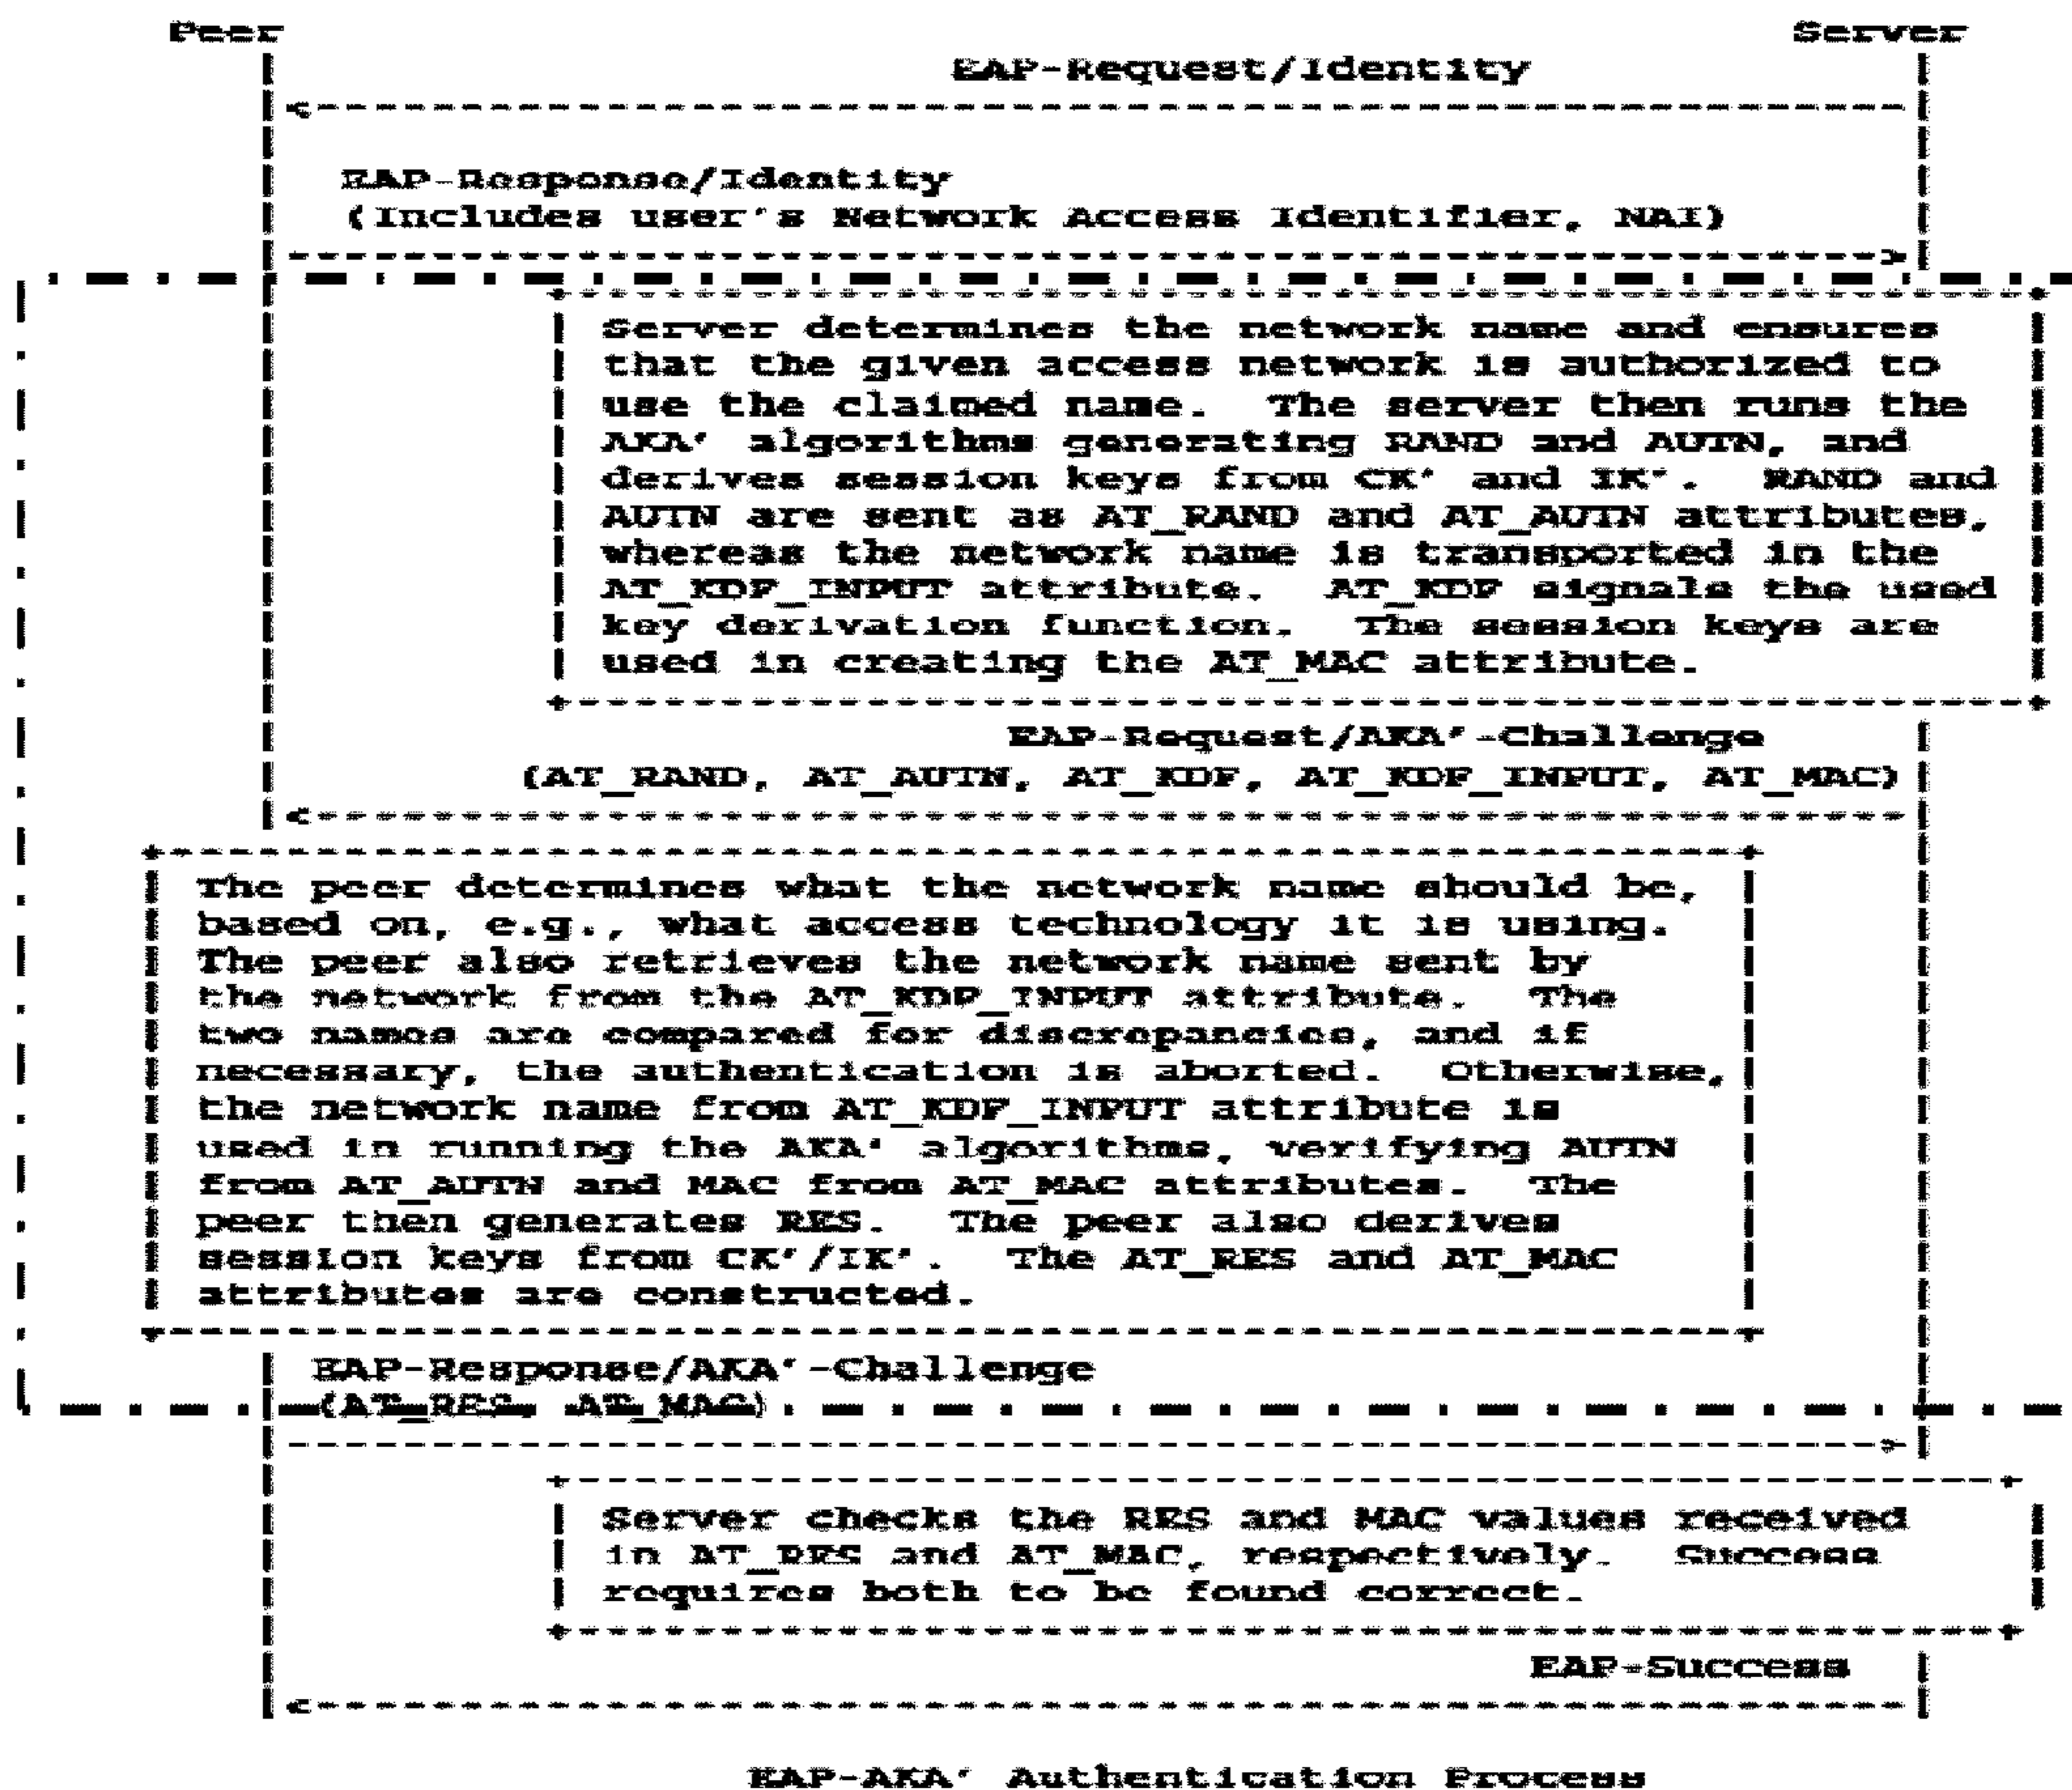 Peer Server
EAP-Request/Identity
EAP-Response/Identity
(Includes user's Network Access Identifier, NAI)
Server determines the network name and ensures
that the given access network is authorized to
use the claimed name. The server then runs the
AKA' algorithms generating RAND and AUTN, and
derives session keys from CK' and IK'. RAND and
AUTN are sent as AT_RAND and AT_AUTN attributes,
whereas the network name is transported in the
AT_KDF_INPUT attribute. AT_KDF signals the used
key derivation function. The session keys are
used in creating the AT_MAC attribute.
EAP-Request/AKA'-Challenge
(AT_RAND, AT_AUTN, AT_KDF, AT_KDF_INPUT, AT_MAC)
The peer determines what the network name should be,
based on, e.g., what access technology it is using.
The peer also retrieves the network name sent by
the network from the AT_KDF_INPUT attribute. The
two names are compared for discrepancies, and if
necessary, the authentication is aborted. Otherwise,
the network name from AT_KDF_INPUT attribute is
used in running the AKA' algorithms, verifying AUTN
from AT_AUTN and MAC from AT_MAC attributes. The
peer then generates RES. The peer also derives
session keys from CK'/IK'. The AT_RES and AT_MAC
attributes are constructed.
EAP-Response/AKA'-Challenge
(AT_RES, AT_MAC)
Server checks the RES and MAC values received
in AT_RES and AT_MAC, respectively. Success
requires both to be found correct.
EAP-Success
EAP-AKA' Authentication Process